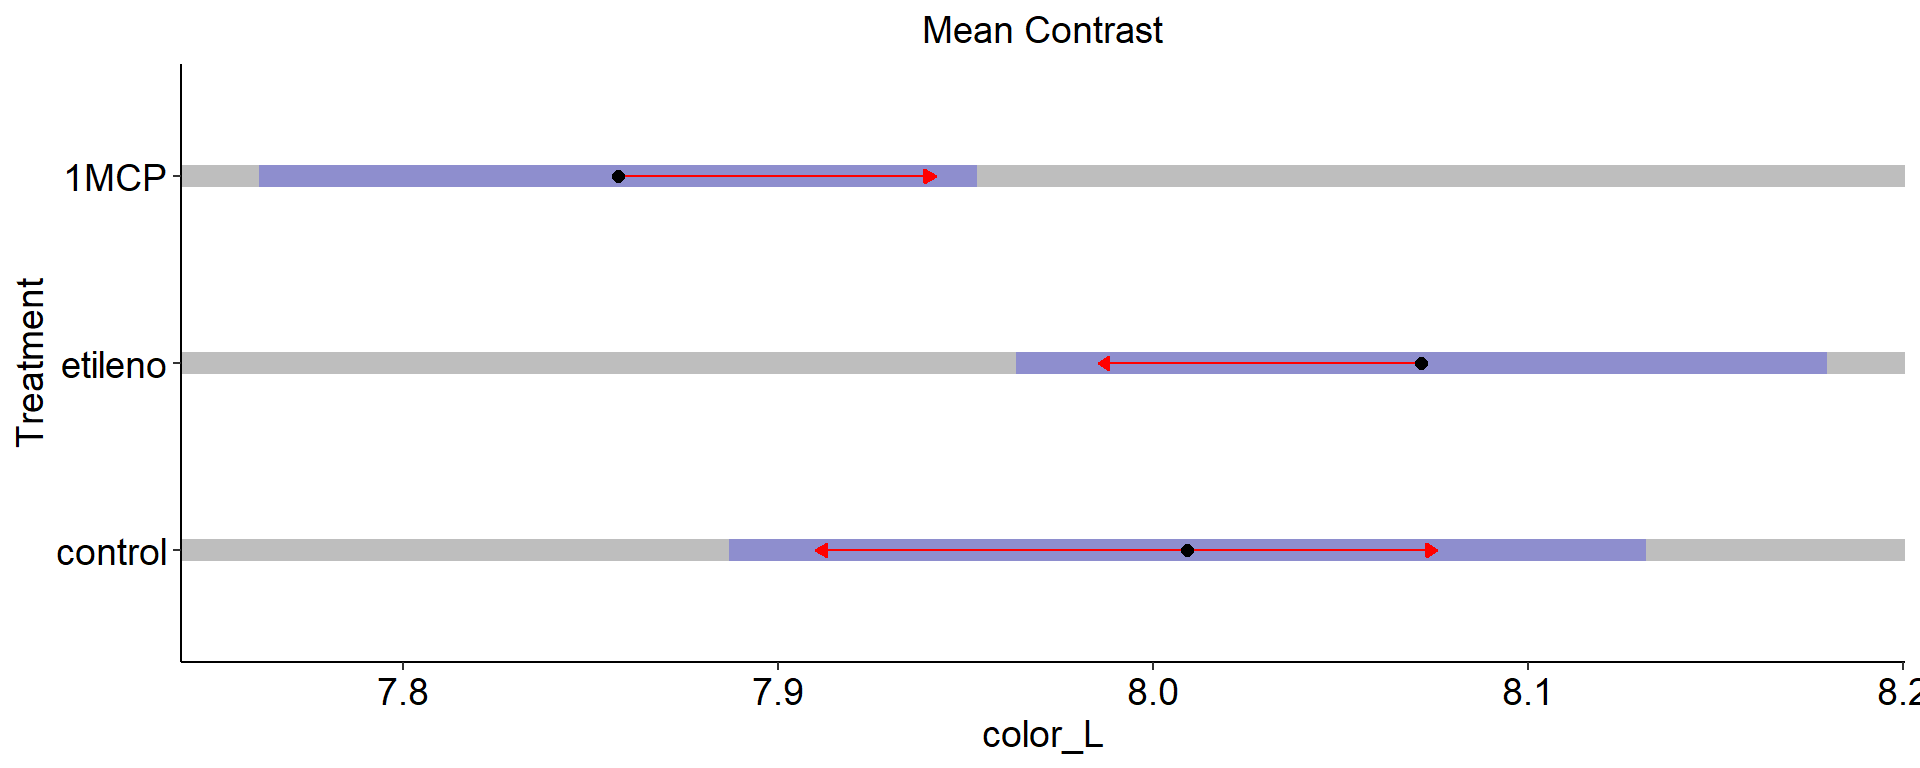 Mean Contrast
1MCP
etileno
control
Treatment
7.8 7.9 8.0 8.1 8.2
color_L